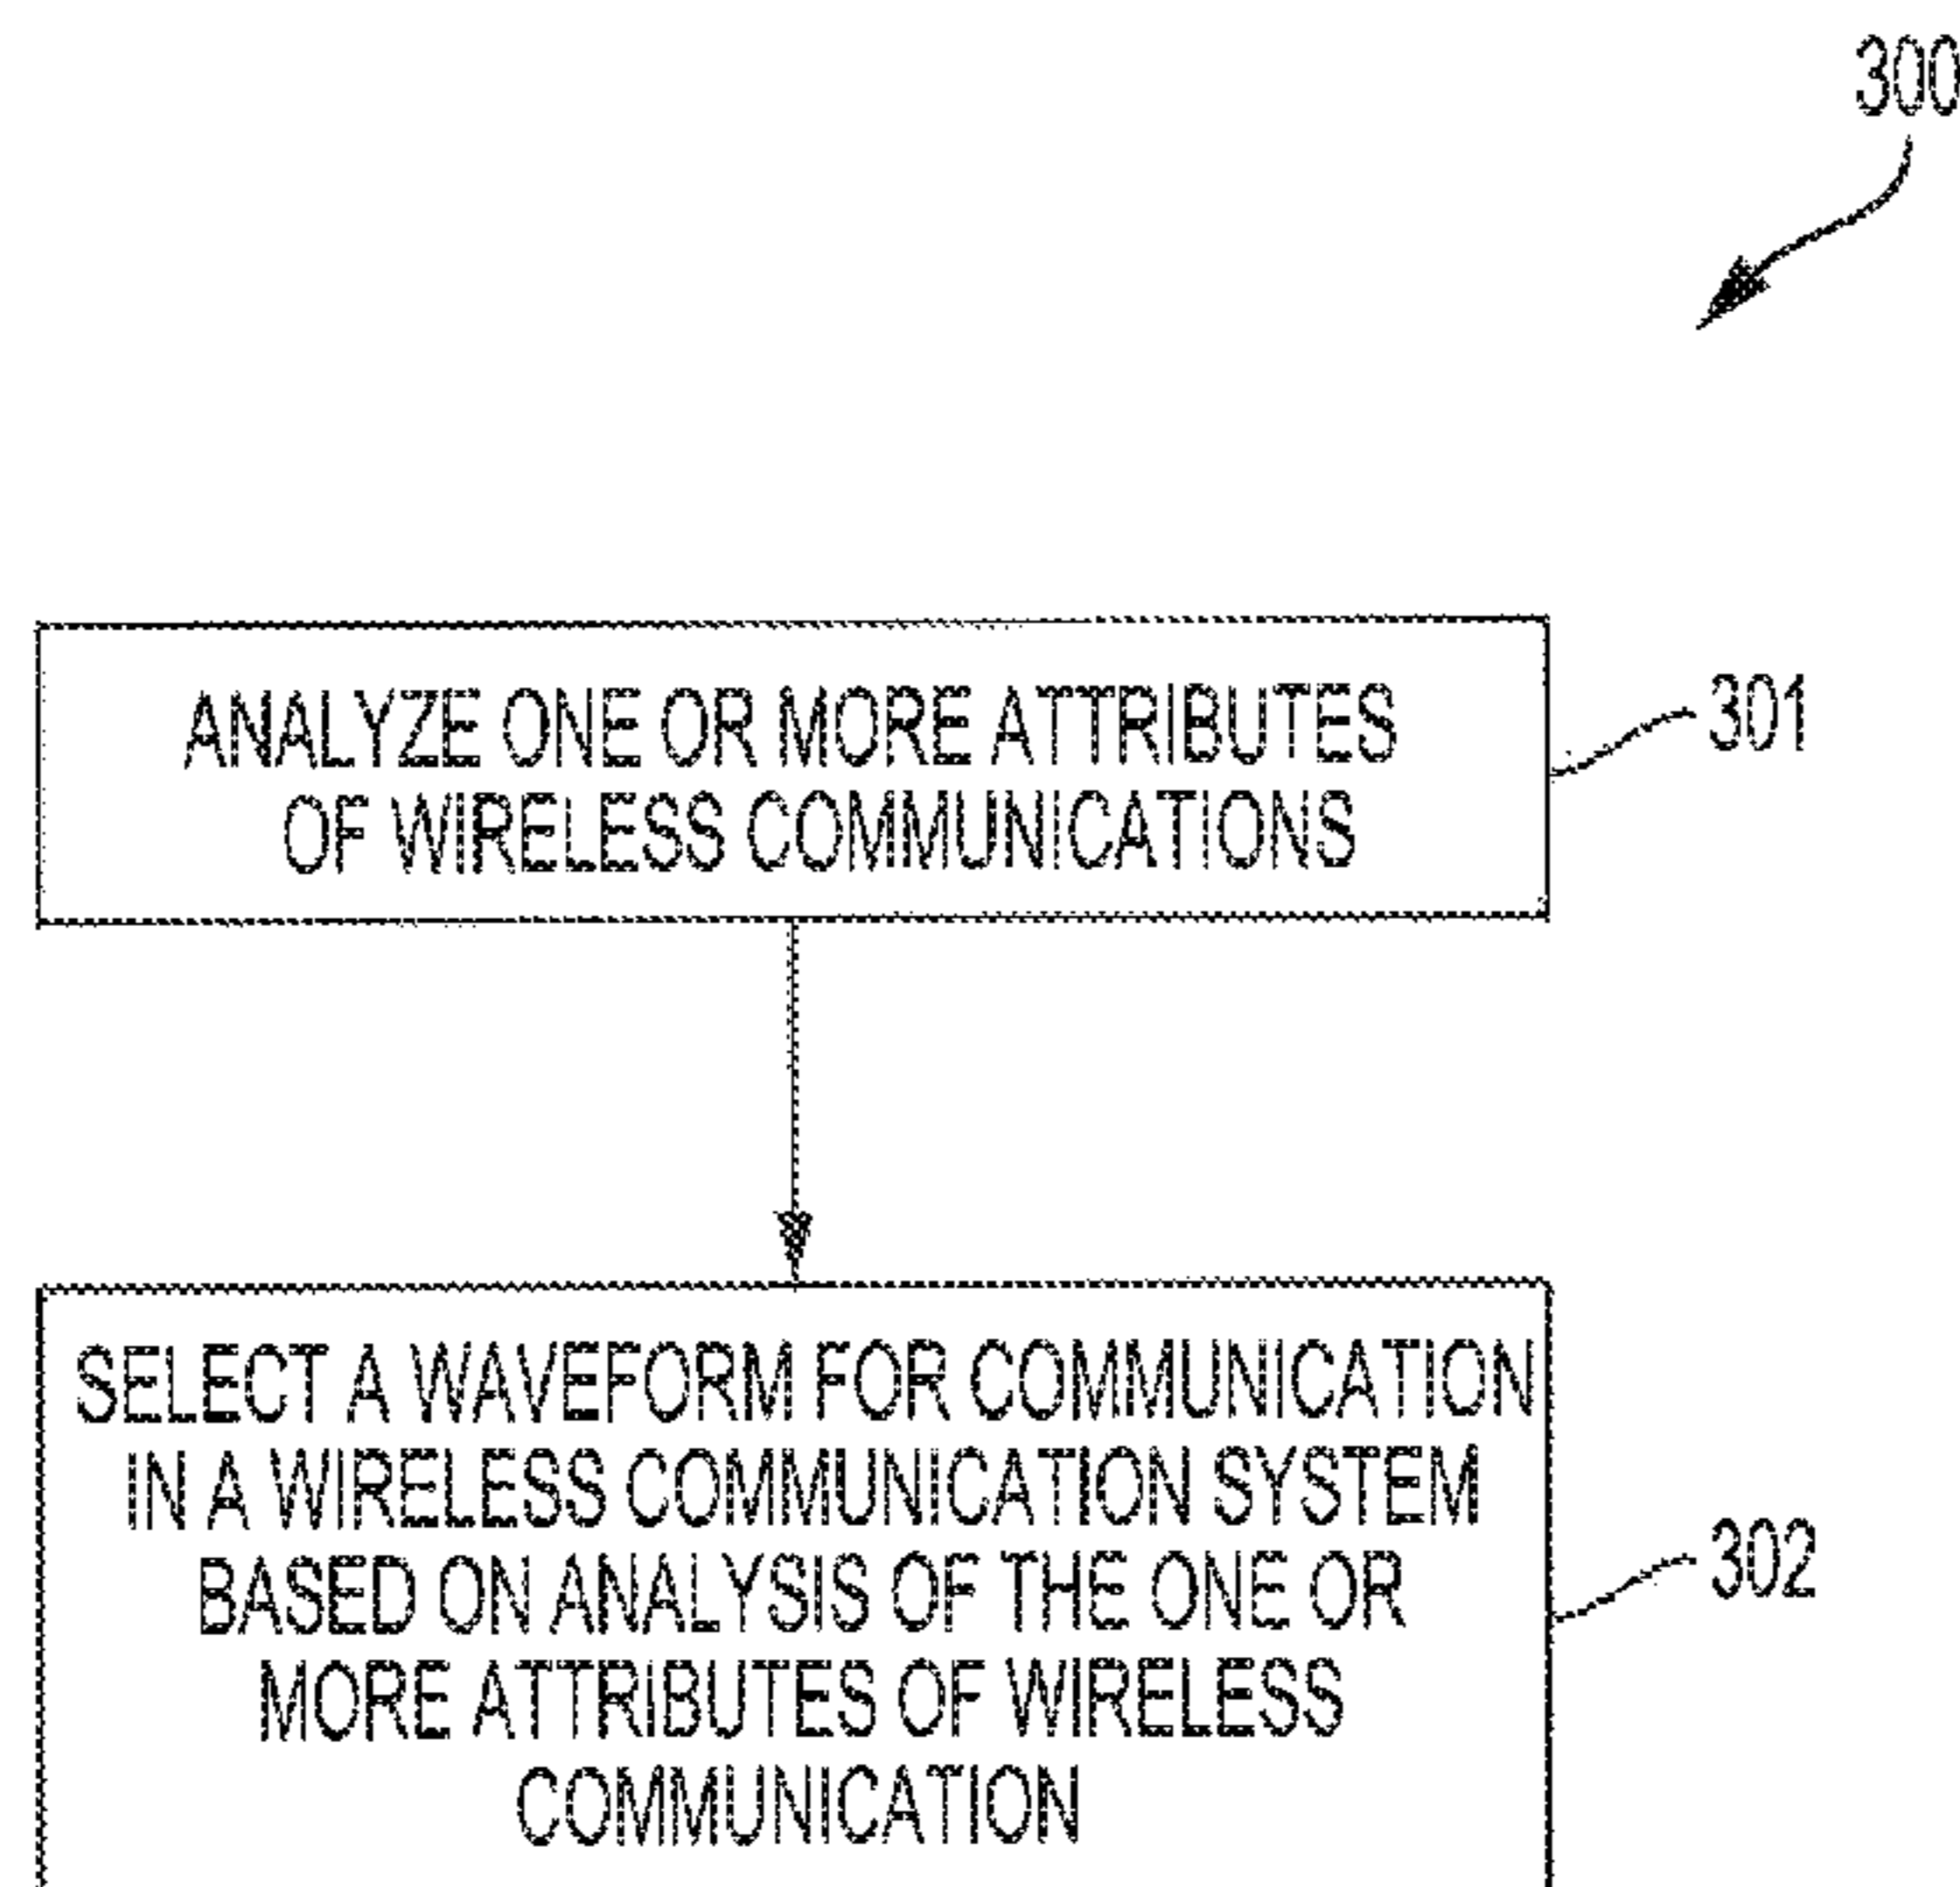 300
ANALYZE ONE OR MORE ATTRIBUTES
OF WIRELESS COMMUNICATIONS
301
SELECT A WAVEFORM FOR COMMUNICATION
IN A WIRELESS COMMUNICATION SYSTEM
BASED ON ANALYSIS OF THE ONE OR
MORE ATTRIBUTES OF WIRELESS
COMMUNICATION
302